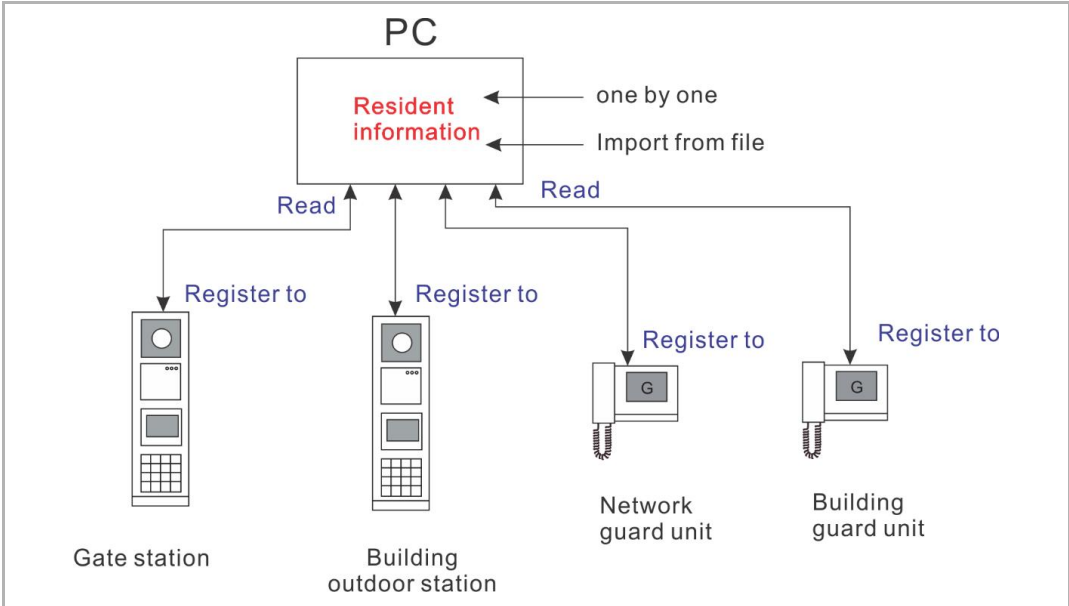 PC
Resident
information
one by one
Import from file
Read
Read
Register to
Register to
Register to
Register to
G
G
Gate station
Building
outdoor station
Network
guard unit
Building
guard unit